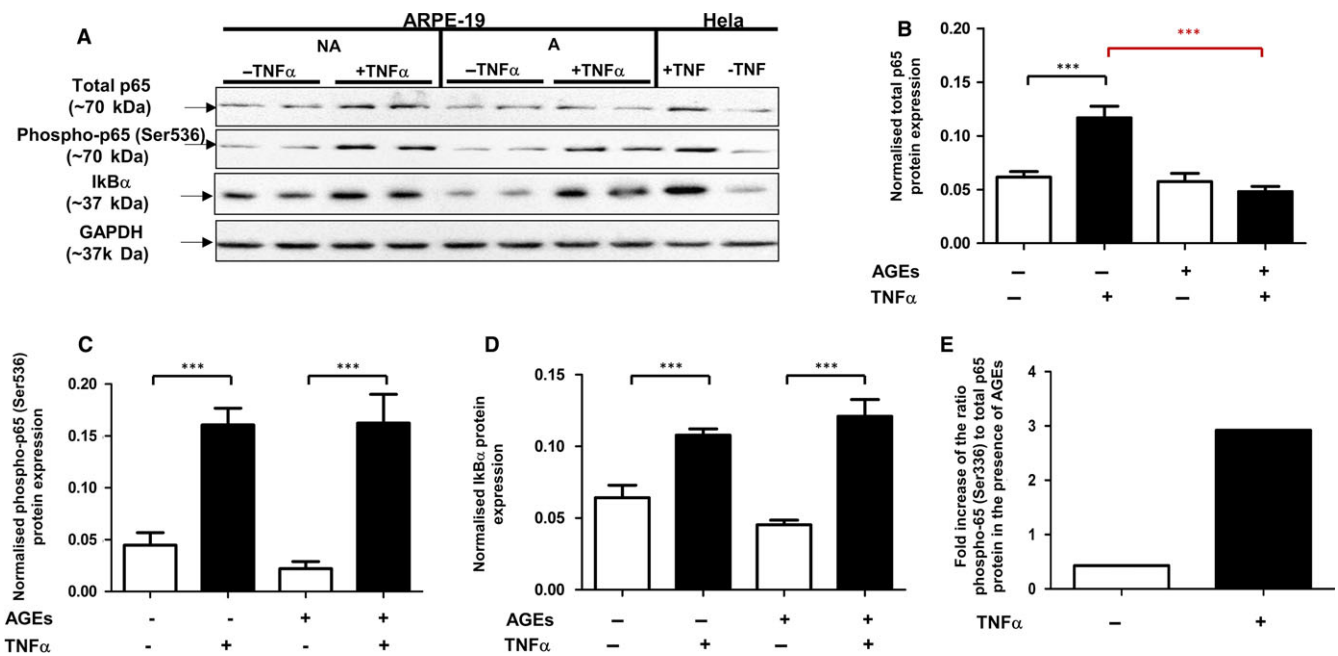 A
ARPE-19
Hela
NA
A
–TNFα
+TNFα
–TNFα
+TNFα
+TNF
-TNF
Total p65
(~70 kDa)
Phospho-p65 (Ser536)
(~70 kDa)
IkBα
(~37 kDa)
GAPDH
(~37k Da)
B
Normalised total p65
protein expression
0.20
0.15
0.10
0.05
0.00
***
***
AGEs
– – + +
TNFα
– + – +
C
Normalised phospho-p65 (Ser536)
protein expression
0.20
0.15
0.10
0.05
0.00
***
***
AGEs
- - + +
TNFα
- + - +
D
Normalised IkBα protein
expression
0.15
0.10
0.05
0.00
***
***
AGEs
– – + +
TNFα
– + – +
E
Fold increase of the ratio
phospho-65 (Ser336) to total p65
protein in the presence of AGEs
4
3
2
1
0
TNFα
– +